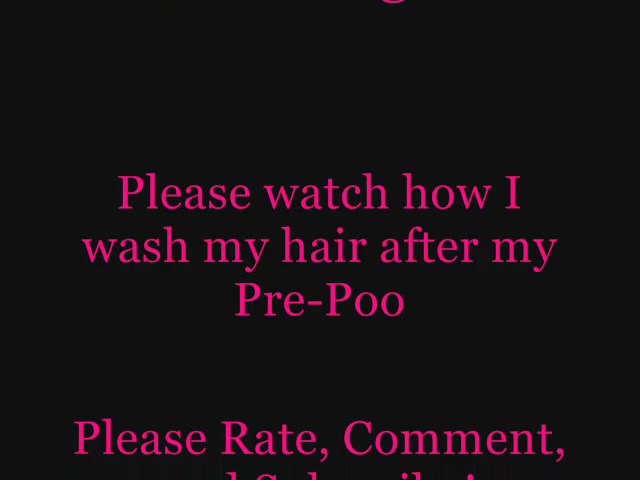 Please watch how I
wash my hair after my
Pre-Poo
Please Rate, Comment,